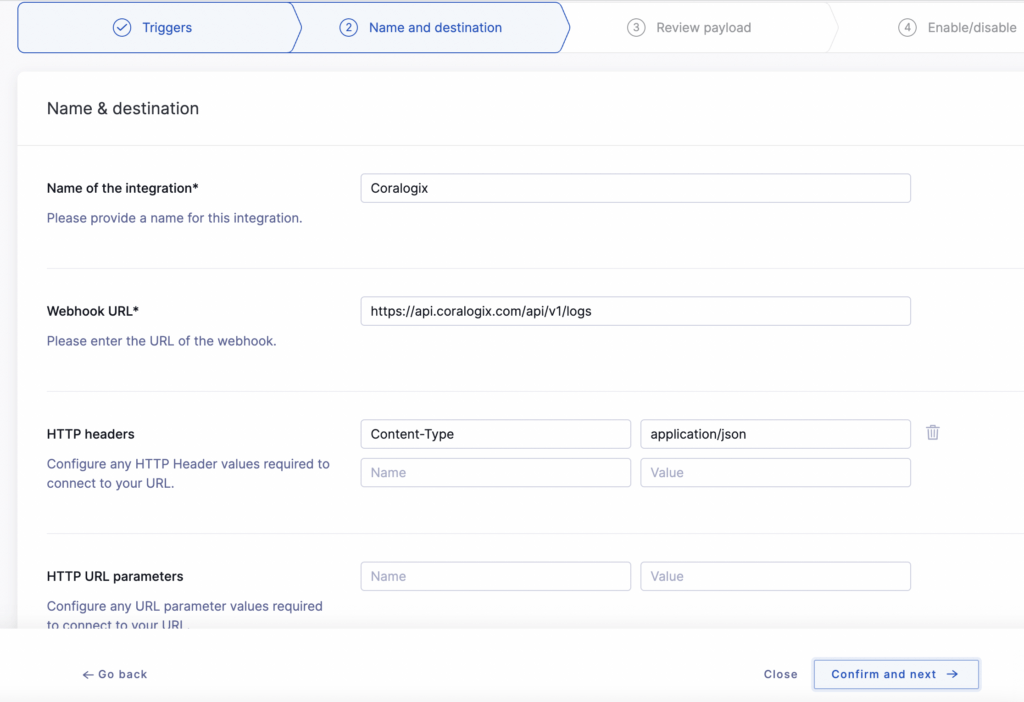 Triggers
2 Name and destination
3 Review payload
4 Enable/disable
Name & destination
Name of the integration*
Coralogix
Please provide a name for this integration.
Webhook URL*
https://api.coralogix.com/api/v1/logs
Please enter the URL of the webhook.
HTTP headers
Content-Type
application/json
Configure any HTTP Header values required to
connect to your URL.
Name
Value
HTTP URL parameters
Name
Value
Configure any URL parameter values required
to connect to your URL.
← Go back
Close
Confirm and next →